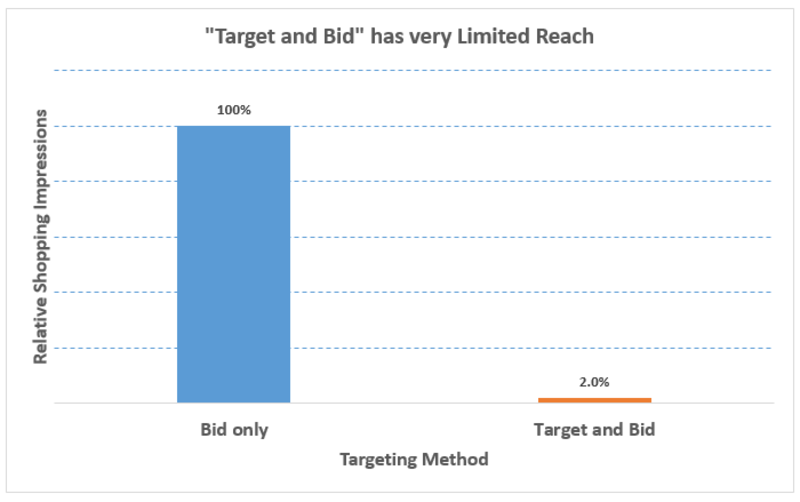 "Target and Bid" has very Limited Reach
Relative Shopping Impressions
100%
2.0%
Bid only
Target and Bid
Targeting Method